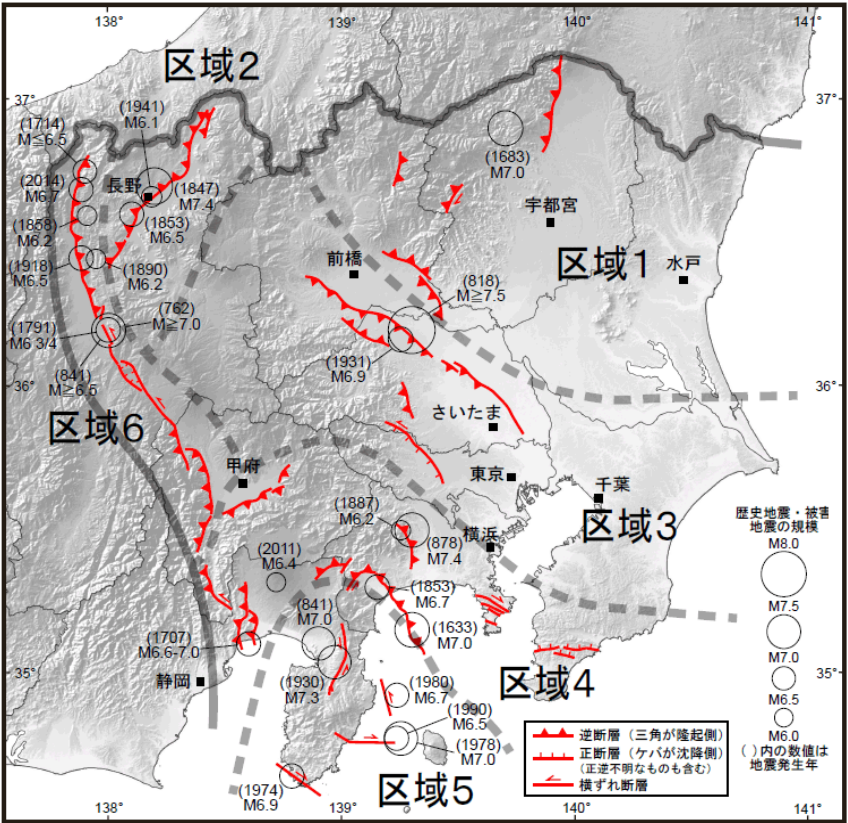 138°
139°
140°
141°
区域2
37°
37°
(1941)
M6.1
(1714)
M≦6.5
(2014)
M6.7
長野
(1847)
M7.4
(1683)
M7.0
(1858)
M6.2
(1853)
M6.5
宇都宮
(1918)
M6.5
(1890)
M6.2
前橋
区域1
水戸
(818)
M≧7.5
(762)
M≧7.0
(1791)
M6 3/4
(841)
M≧6.5
(1931)
M6.9
36°
36°
区域6
さいたま
甲府
東京
千葉
(1887)
M6.2
横浜
区域3
(878)
M7.4
(2011)
M6.4
(1853)
M6.7
(841)
M7.0
(1633)
M7.0
(1707)
M6.6-7.0
35°
35°
静岡
(1930)
M7.3
(1980)
M6.7
区域4
(1990)
M6.5
(1978)
M7.0
(1974)
M6.9
区域5
歴史地震・被害
地震の規模
M8.0
M7.5
M7.0
M6.5
M6.0
( )内の数値は
地震発生年
逆断層(三角が隆起側)
正断層(ケバが沈降側)
(正逆不明なものも含む)
横ずれ断層
138°
139°
140°
141°